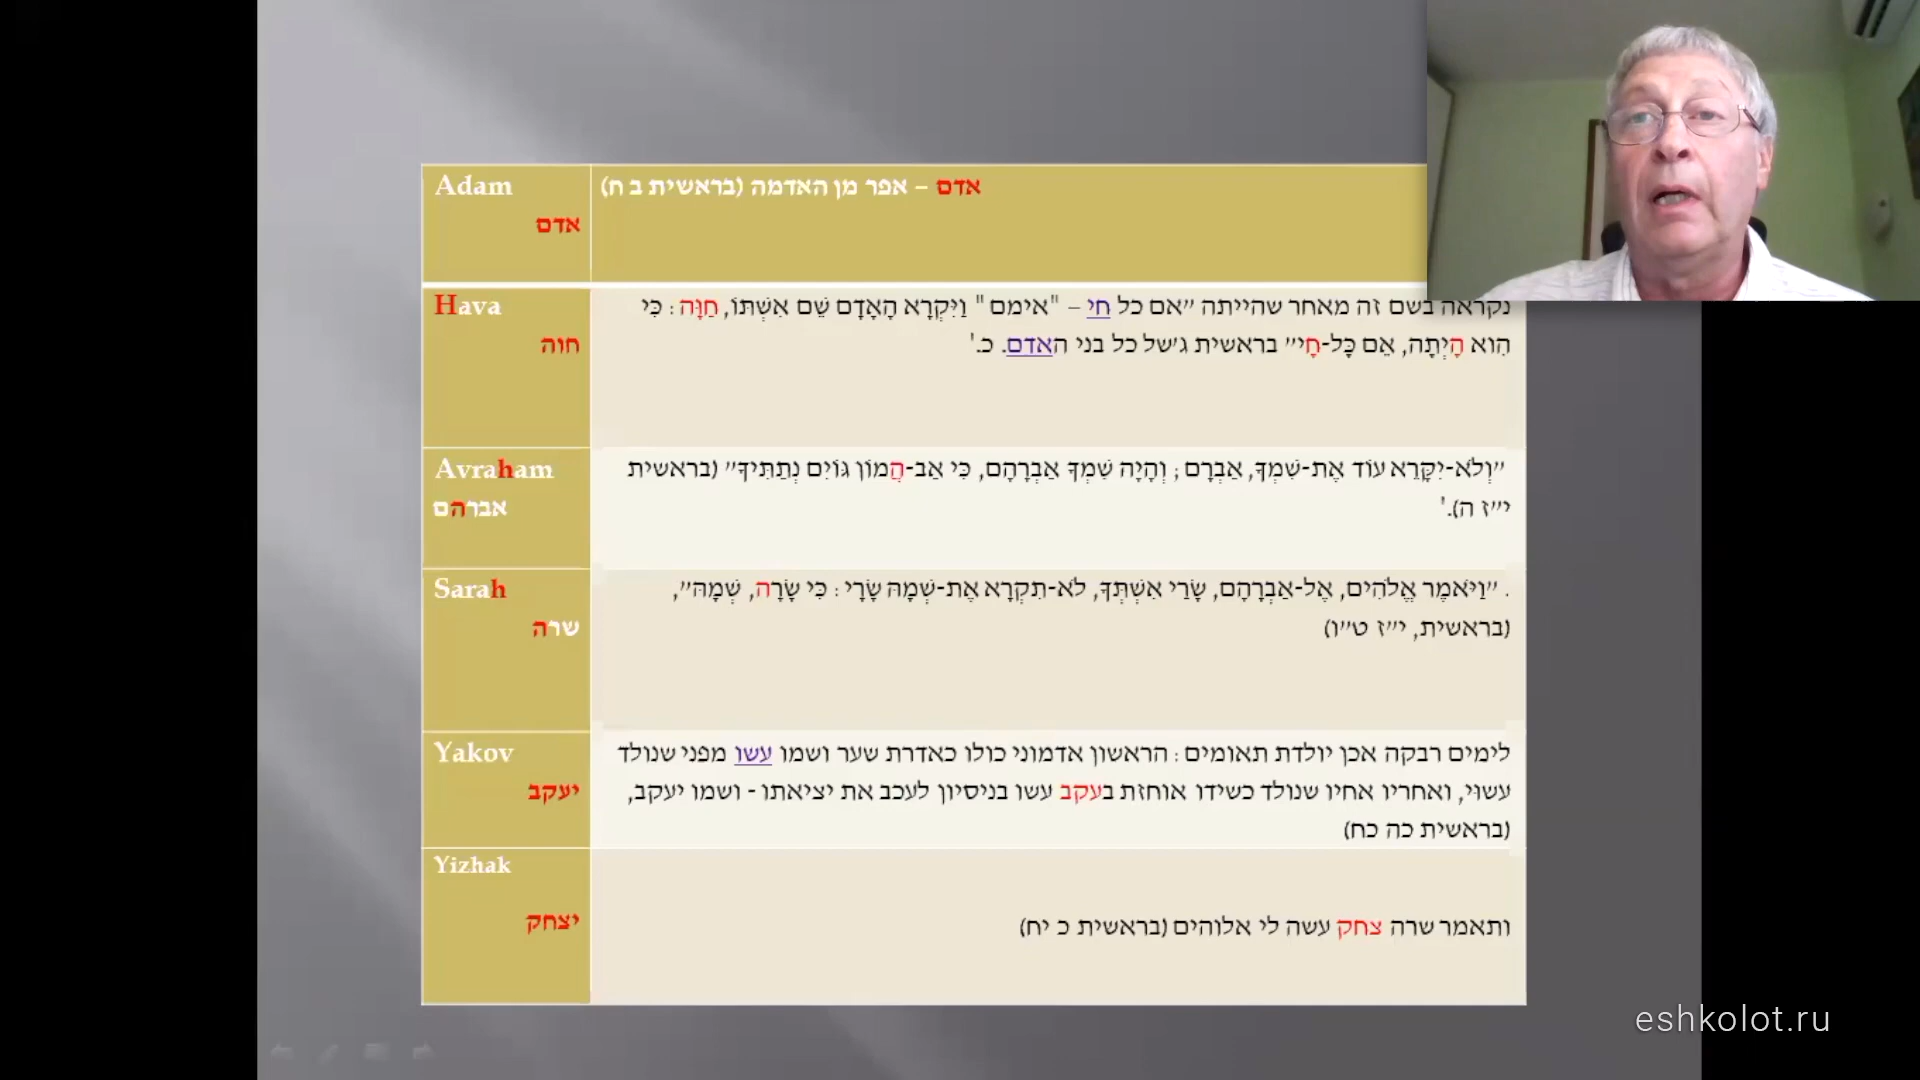 Adam
אדם
אדם – אפר מן האדמה (בראשית ב ח)
Hava
חוה
נקראה בשם זה מאחר שהייתה ״אם כל חי – "אימם" וַיִּקְרָא הָאָדָם שֵׁם אִשְׁתּוֹ, חַוָּה : כִּי
הִוא הָיְתָה, אֵם כָּל-חָי״ בראשית ג׳של כל בני האדם. כ.'
Avraham
אברהם
״וְלֹא-יִקָּרֵא עוֹד אֶת-שִׁמְךָ, אַבְרָם ; וְהָיָה שִׁמְךָ אַבְרָהָם, כִּי אַב-הֲמוֹן גּוֹיִם נְתַתִּיךָ״ (בראשית
י״ז ה).'
Sarah
שרה
. ״וַיֹּאמֶר אֱלֹהִים, אֶל-אַבְרָהָם, שָׂרַי אִשְׁתְּךָ, לֹא-תִקְרָא אֶת-שְׁמָהּ שָׂרָי : כִּי שָׂרָה, שְׁמָהּ״,
(בראשית, י״ז ט״ו)
Yakov
יעקב
לימים רבקה אכן יולדת תאומים : הראשון אדמוני כולו כאדרת שער ושמו עשו מפני שנולד
עשוי, ואחריו אחיו שנולד כשידו אוחזת בעקב עשו בניסיון לעכב את יציאתו - ושמו יעקב,
(בראשית כה כח)
Yizhak
יצחק
ותאמר שרה צחק עשה לי אלוהים (בראשית כ יח)
eshkolot.ru